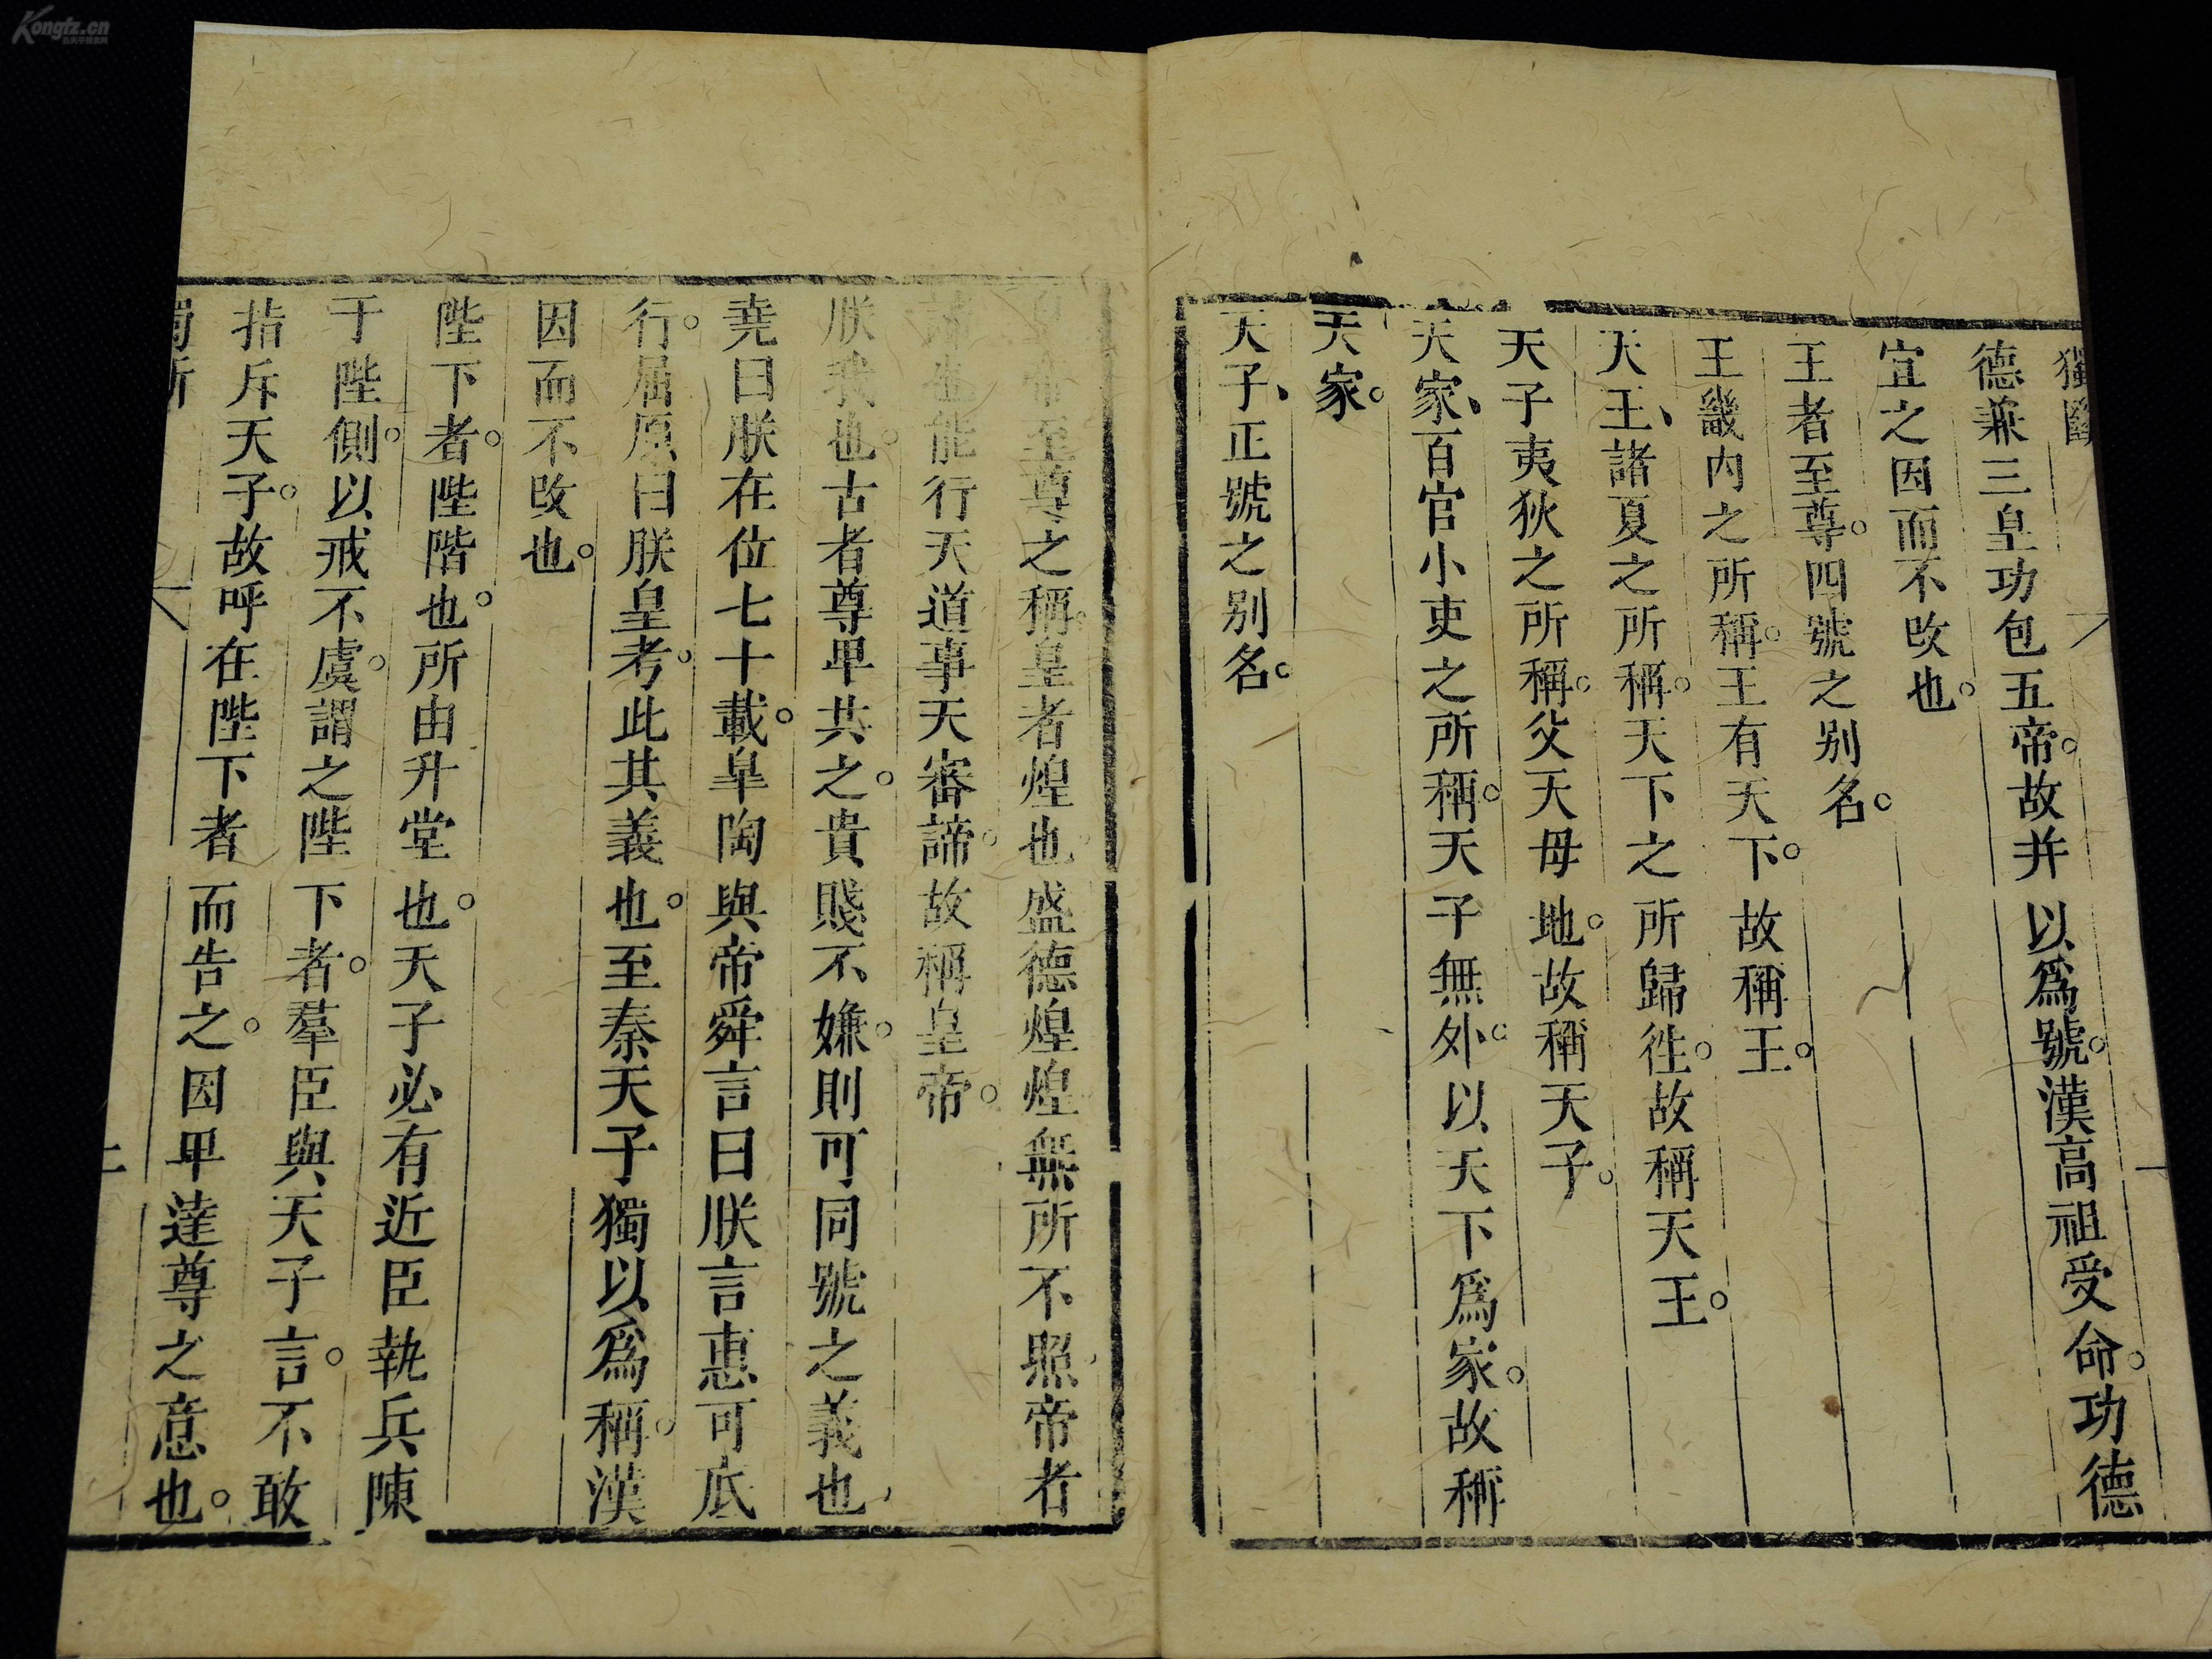 獨斷
一
德兼三皇功包五帝。故并以爲號。漢高祖受命。功德
宜之因而不改也。
王者至尊。四號之别名。
王畿内之所稱。王有天下。故稱王。
天王、諸夏之所稱。天下之所歸徃。故稱天王。
天子夷狄之所稱。父天母地。故稱天子。
天家、百官小吏之所稱。天子無外。以天下爲家。故稱
天家。
天子、正號之别名。
帝至尊之稱。皇者煌也。盛德煌煌無所不照。帝者
諦也能行天道事天審諦。故稱皇帝。
朕我也。古者尊卑共之。貴賤不嫌。則可同號之義也
堯曰朕在位七十載。皐陶與帝舜言曰朕言惠可底
行。屈原曰朕皇考。此其義也。至秦天子獨以爲稱。漢
因而不改也。
陛下者。陛階也。所由升堂也。天子必有近臣執兵陳
于陛側。以戒不虞。謂之陛下者。羣臣與天子言。不敢
指斥天子。故呼在陛下者而告之。因卑達尊之意也。
Kongfz.cn